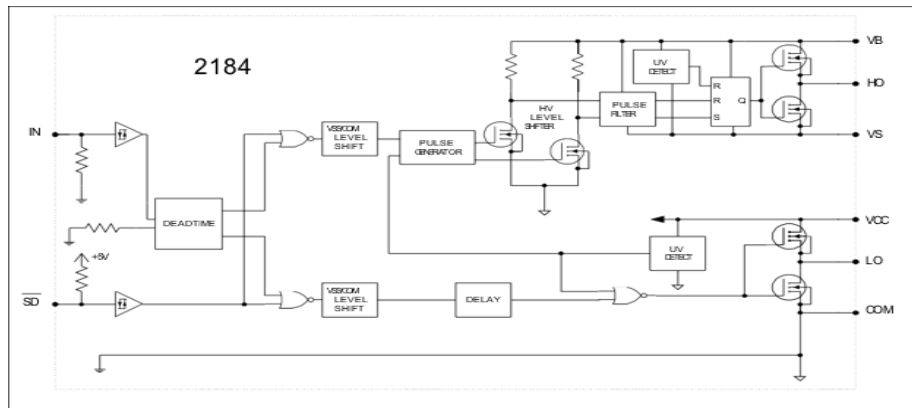 2184
IN
SD
+5V
DEADTIME
VSS/COM
LEVEL
SHIFT
PULSE
GENERATOR
HV
LEVEL
SHIFTER
PULSE
FILTER
UV
DETECT
R
R
S
Q
VB
HO
VS
VSS/COM
LEVEL
SHIFT
DELAY
UV
DETECT
VCC
LO
COM